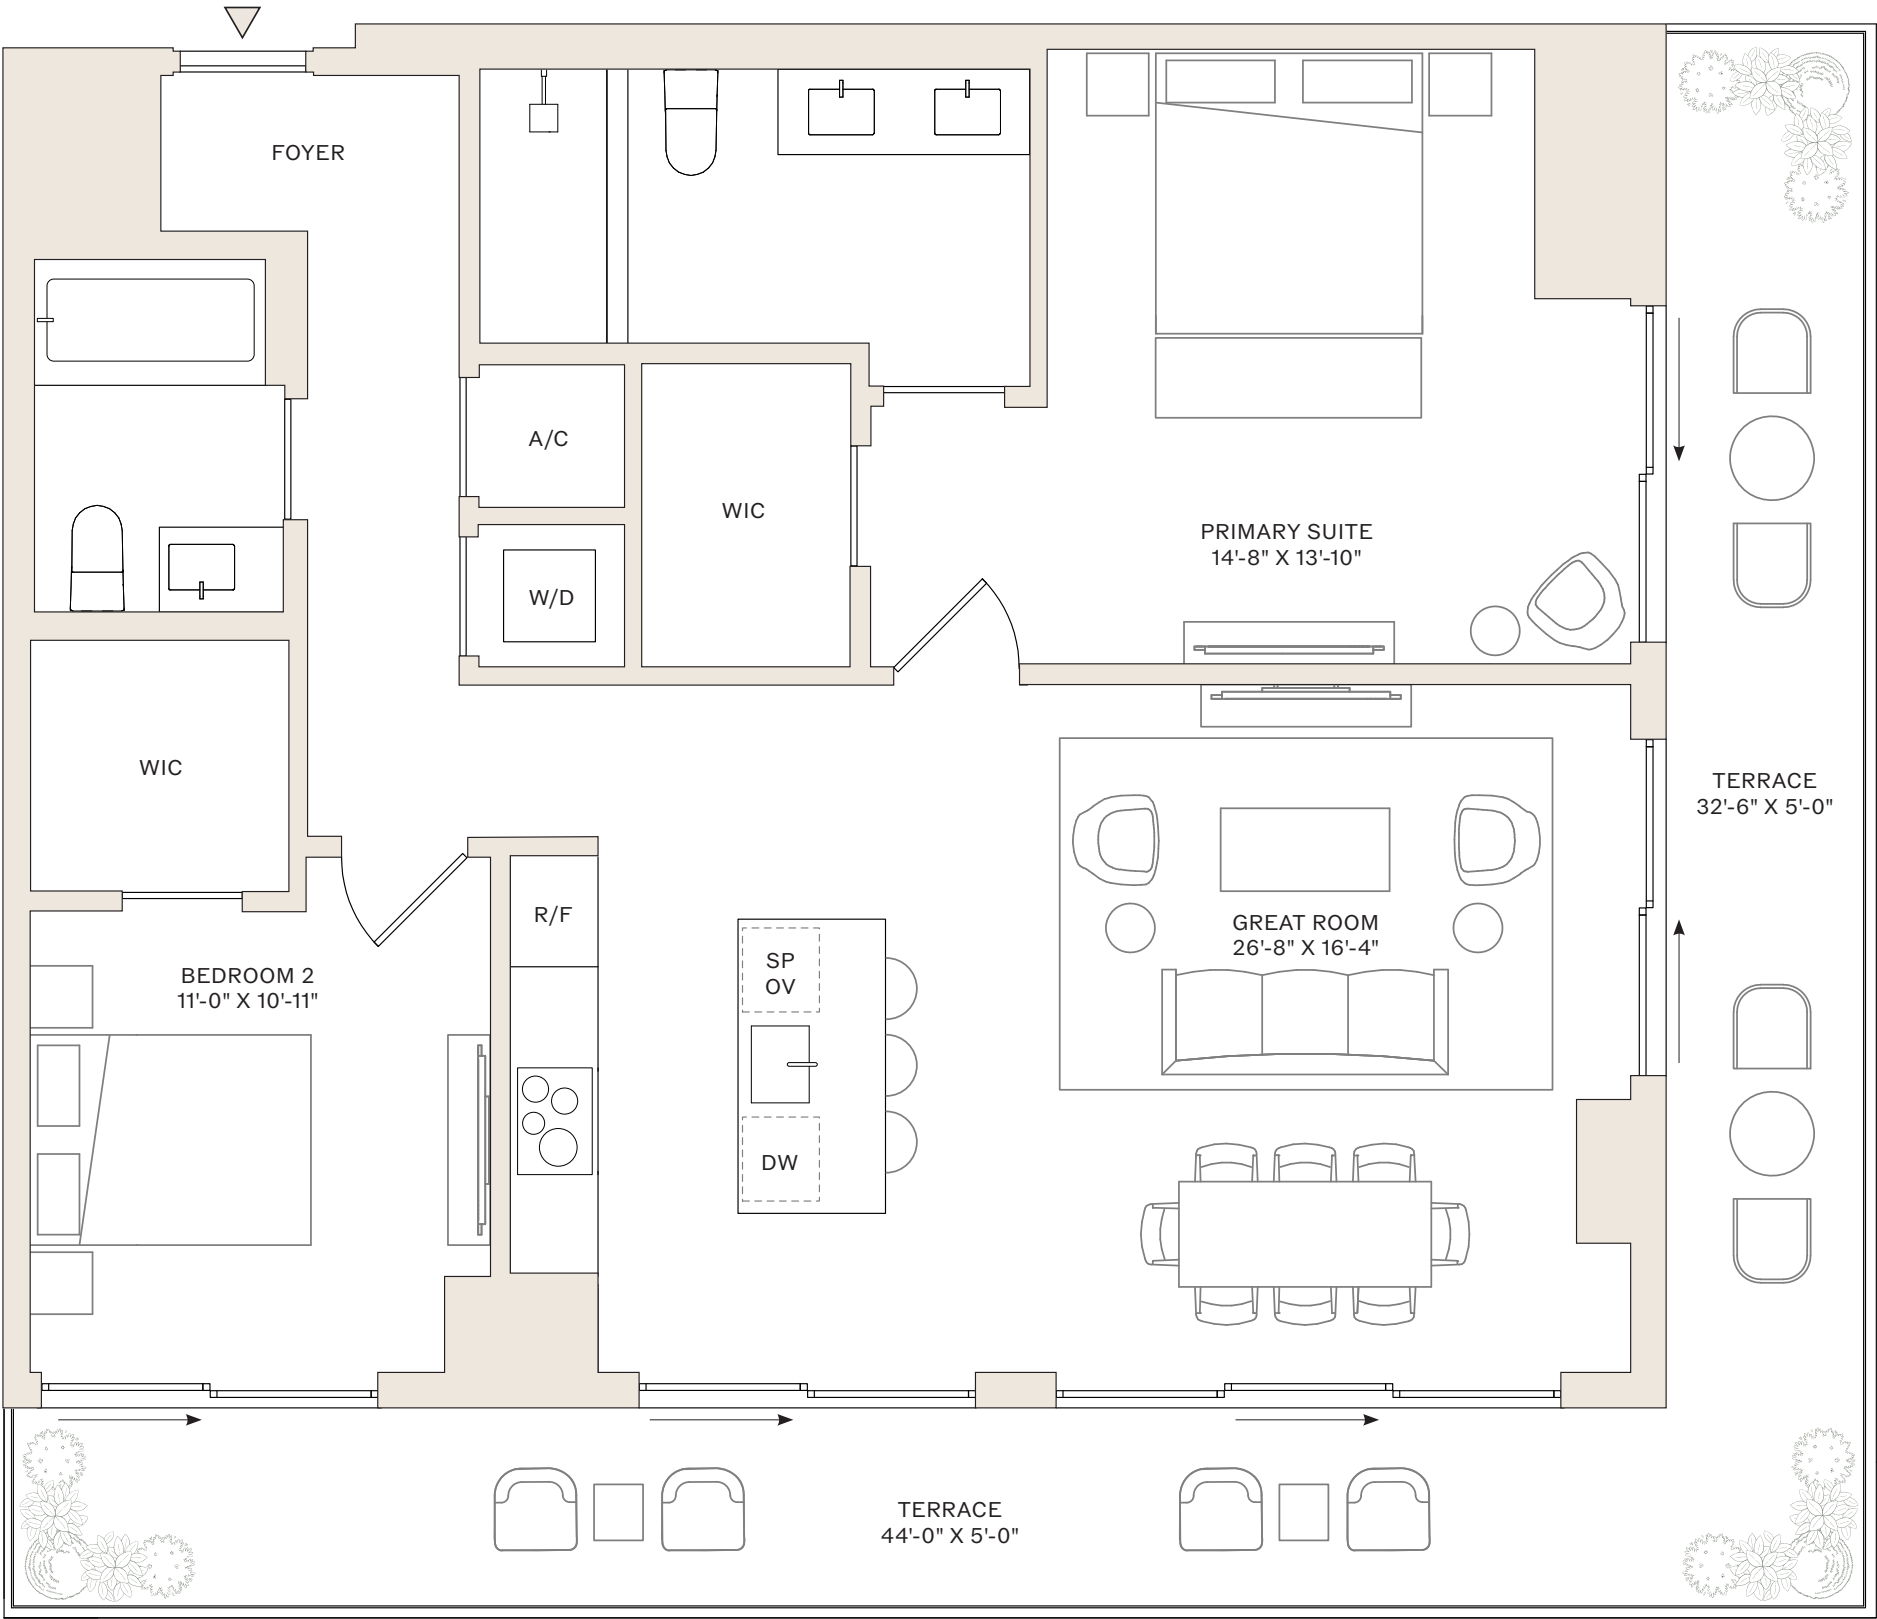 FOYER
A/C
WIC
PRIMARY SUITE
14'-8" X 13'-10"
W/D
WIC
TERRACE
32'-6" X 5'-0"
R/F
GREAT ROOM
26'-8" X 16'-4"
SP
OV
BEDROOM 2
11'-0" X 10'-11"
DW
TERRACE
44'-0" X 5'-0"